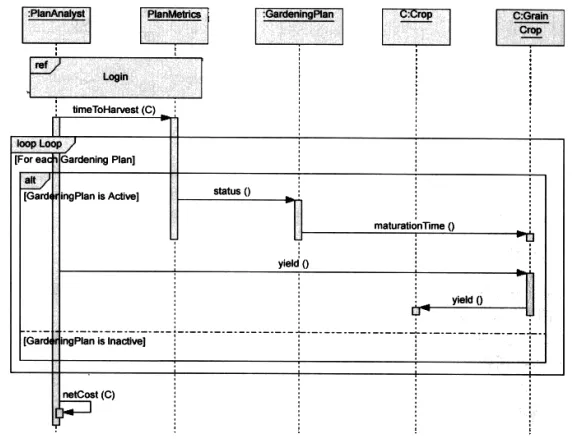 :PlanAnalyst
PlanMetrics
:GardeningPlan
C:Crop
C:Grain
Crop
ref
Login
timeToHarvest (C)
loop Loop
[For each Gardening Plan]
alt
[GardeningPlan is Active]
status ()
maturationTime ()
yield ()
yield ()
[GardeningPlan is Inactive]
netCost (C)